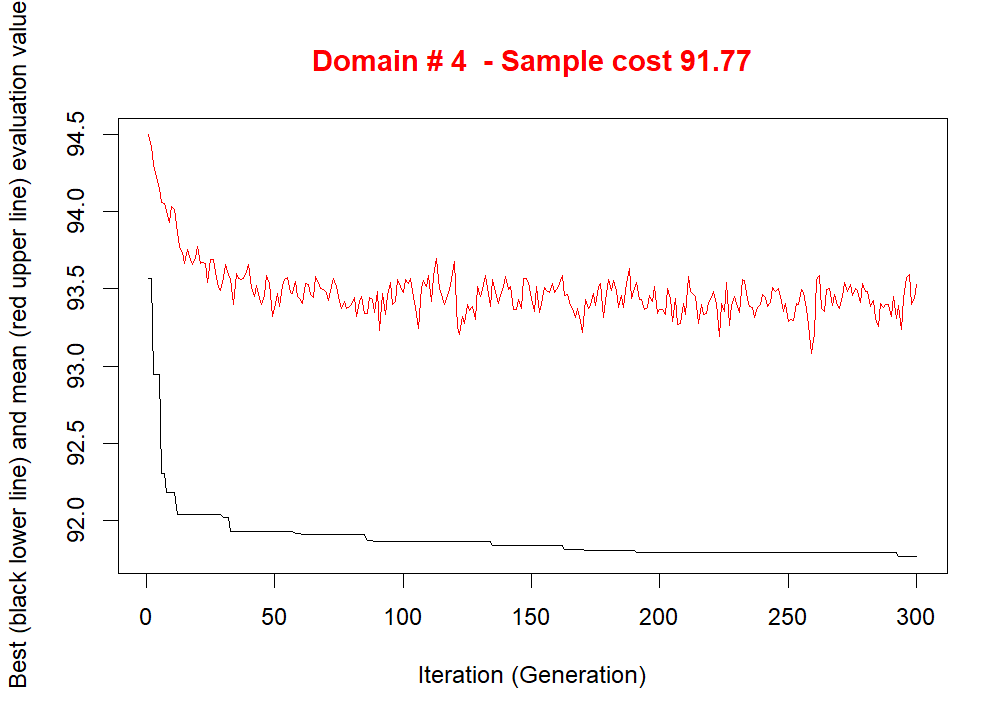 Domain # 4  - Sample cost 91.77
Best (black lower line) and mean (red upper line) evaluation value
94.5
94.0
93.5
93.0
92.5
92.0
0 50 100 150 200 250 300
Iteration (Generation)